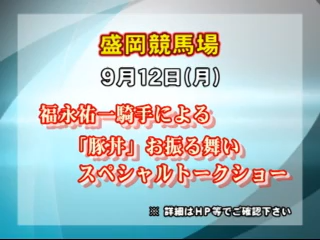 盛岡競馬場
9月12日(月)
福永祐一騎手による
「豚丼」お振る舞い
スペシャルトークショー
※ 詳細はHP等でご確認下さい